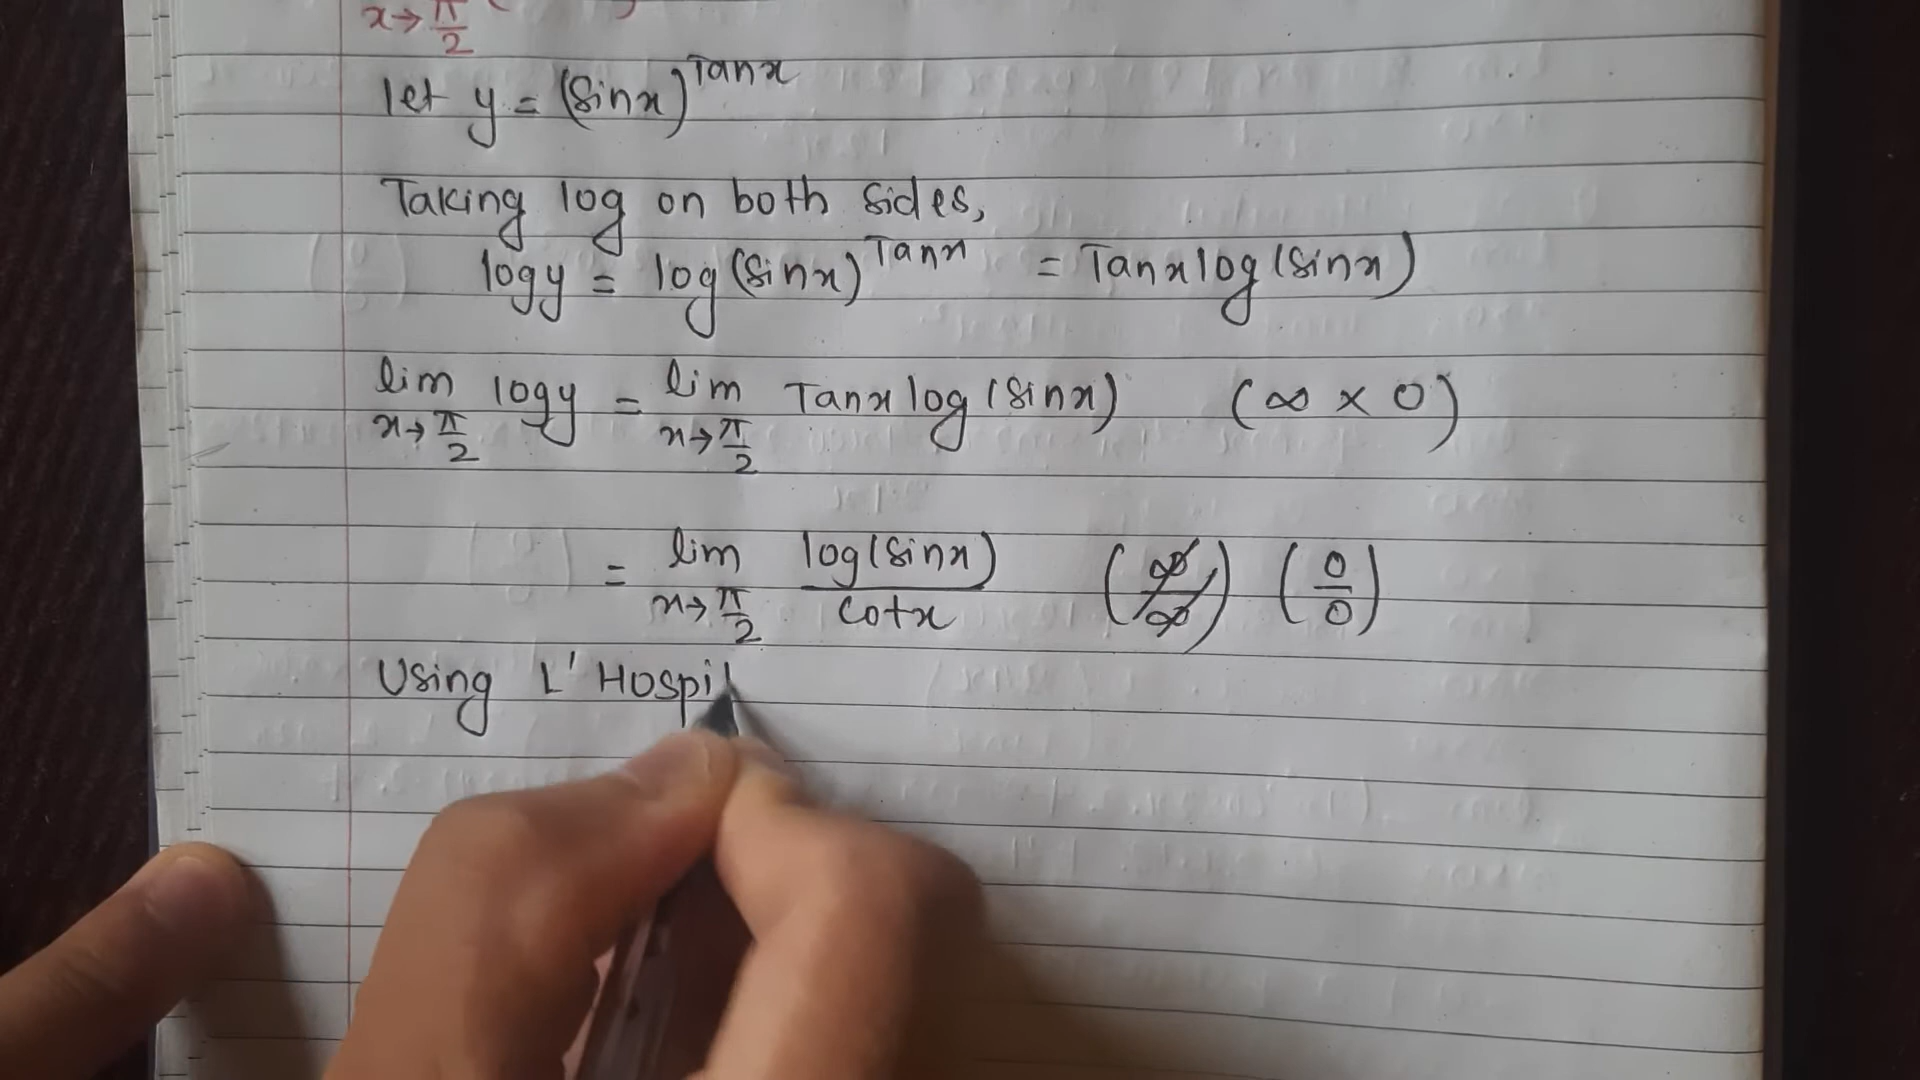 x→π/2
let y = (sinx)^Tanx
Taking log on both sides,
logy = log(sinx)^Tanx = Tanx log(sinx)
lim x→π/2 logy = lim x→π/2 Tanx log(sinx) (∞ × 0)
= lim x→π/2 log(sinx)/cotx (∞/∞) (0/0)
Using L' Hospit